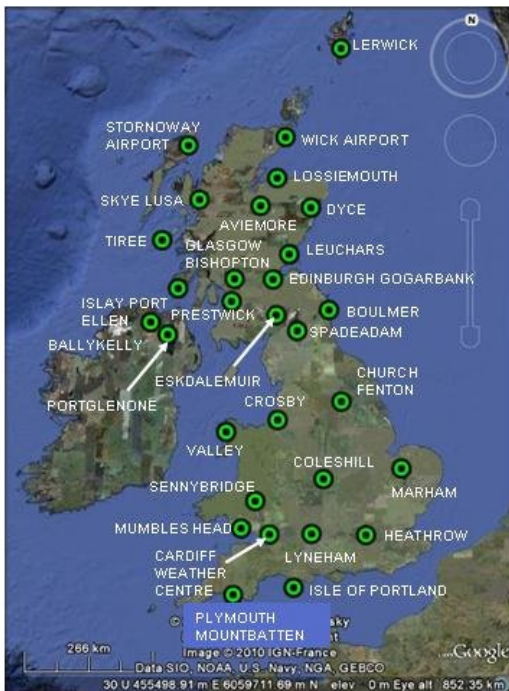 N
LERWICK
STORNOWAY
AIRPORT
WICK AIRPORT
LOSSIEMOUTH
SKYE LUSA
DYCE
AVIEMORE
TIREE
GLASGOW
BISHOPTON
LEUCHARS
EDINBURGH GOGARBANK
ISLAY PORT
ELLEN
PRESTWICK
BOULMER
BALLYKELLY
SPADEADAM
ESKDALEMUIR
PORTGLENONE
CHURCH
FENTON
CROSBY
VALLEY
COLESHILL
MARHAM
SENNYBRIDGE
MUMBLES HEAD
HEATHROW
LYNEHAM
CARDIFF
WEATHER
CENTRE
ISLE OF PORTLAND
PLYMOUTH
MOUNTBATTEN
266 km
Image © 2010 IGN-France
Data SIO, NOAA, U.S. Navy, NGA, GEBCO
...Google
30 U 455498.91 m E 6059711.69 m N elev 0 m Eye alt 852.35 km